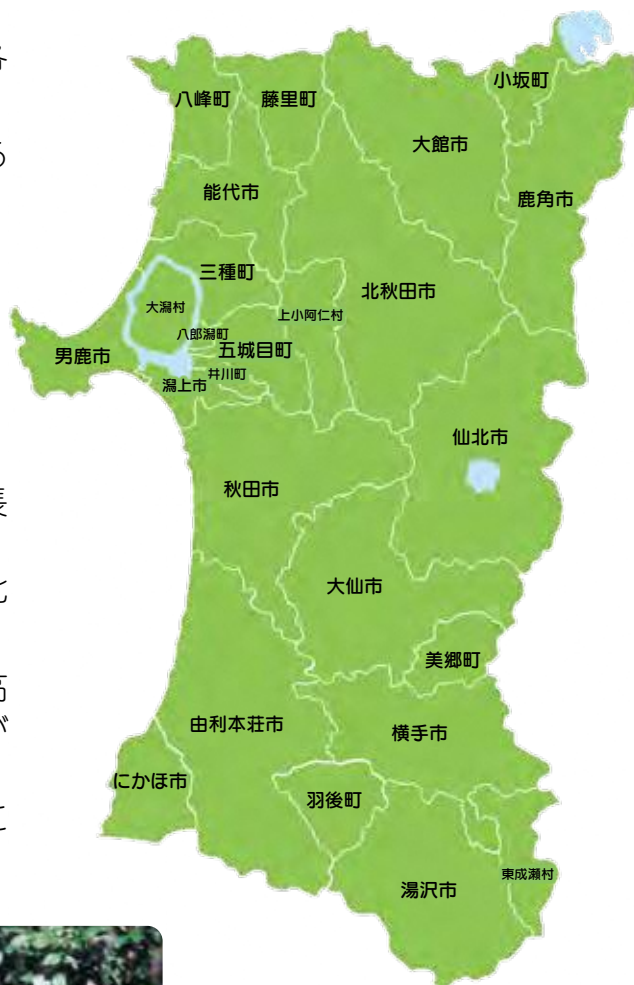 小坂町
八峰町
藤里町
大館市
鹿角市
能代市
三種町
北秋田市
大潟村
上小阿仁村
八郎潟町
五城目町
男鹿市
井川町
潟上市
仙北市
秋田市
大仙市
美郷町
由利本荘市
横手市
にかほ市
羽後町
東成瀬村
湯沢市